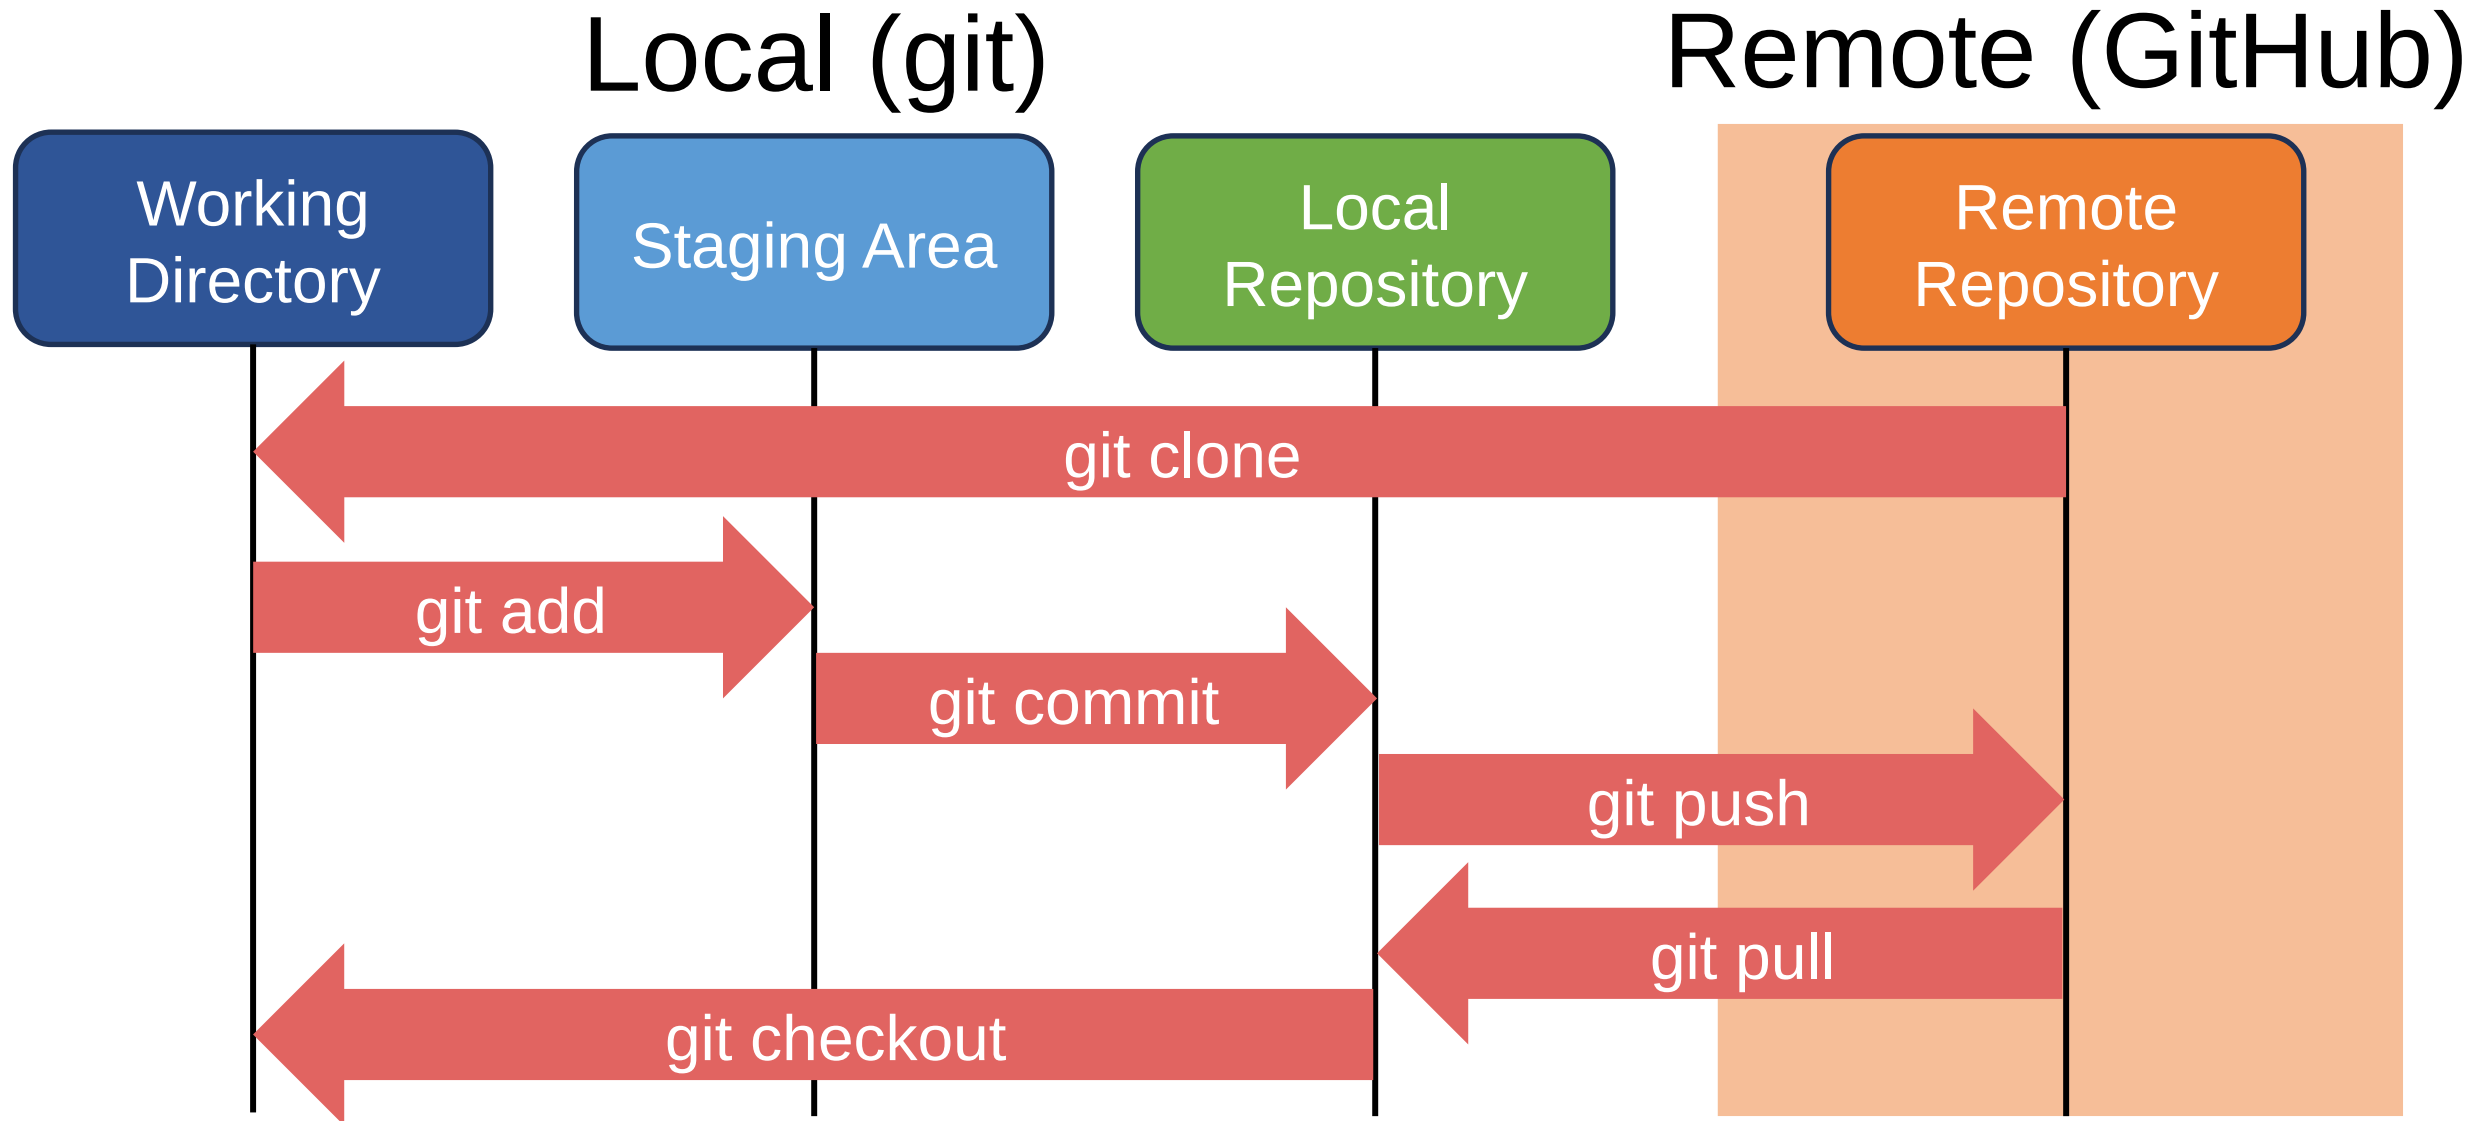 Local (git)
Remote (GitHub)
Working
Directory
Staging Area
Local
Repository
Remote
Repository
git clone
git add
git commit
git push
git pull
git checkout